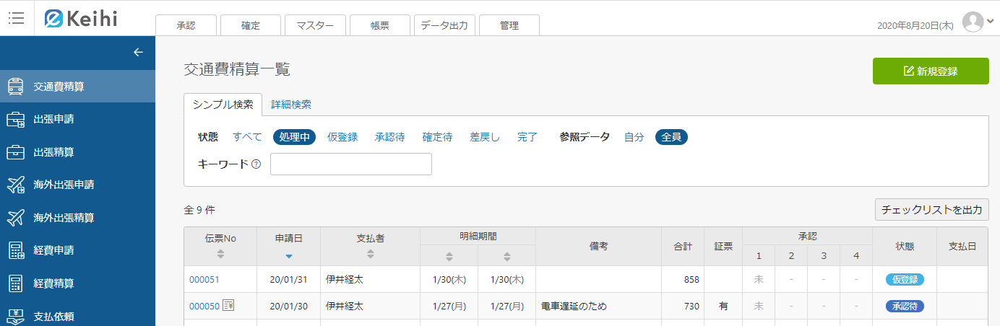 Keihi
承認 確定 マスター 帳票 データ出力 管理
2020年8月20日(木)
交通費精算
出張申請
出張精算
海外出張申請
海外出張精算
経費申請
経費精算
支払依頼
交通費精算一覧
新規登録
シンプル検索 詳細検索
状態 すべて 処理中 仮登録 承認待 確定待 差戻し 完了 参照データ 自分 全員
キーワード ?
全 9 件
チェックリストを出力
伝票No 申請日 支払者 明細期間 備考 合計 証票 承認 状態 支払日
1 2 3 4
000051 20/01/31 伊井経太 1/30(木) 1/30(木) 858 未 - - - 仮登録
000050 20/01/30 伊井経太 1/27(月) 1/27(月) 電車遅延のため 730 有 未 - - - 承認待